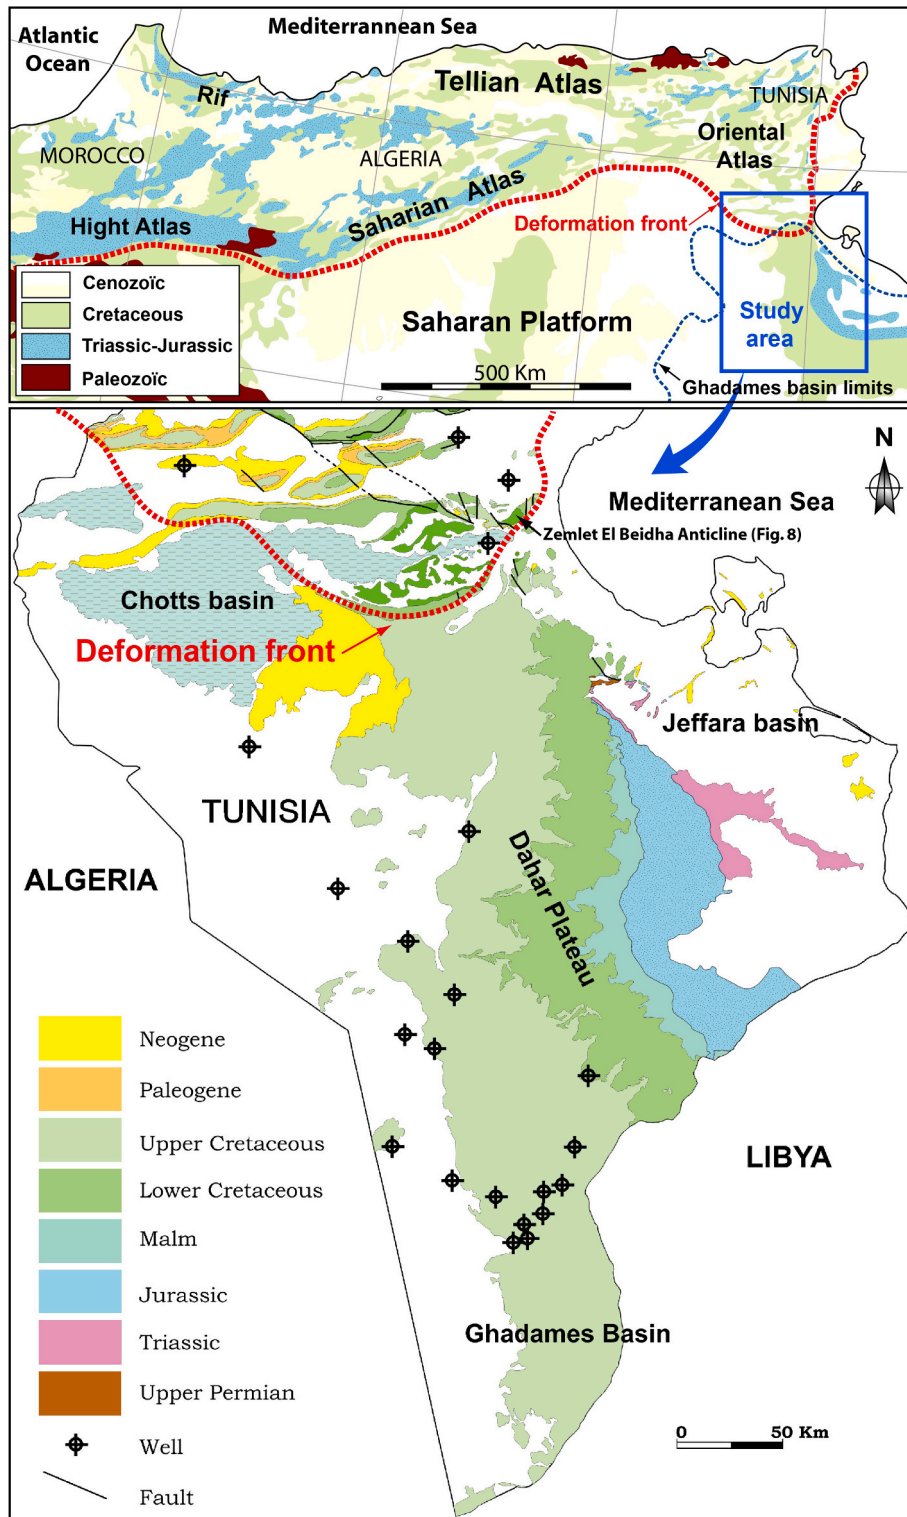 Atlantic
Ocean
Mediterrannean Sea
Rif
Tellian Atlas
TUNISIA
MOROCCO
ALGERIA
Oriental
Atlas
Saharian Atlas
Hight Atlas
Deformation front
Cenozoïc
Cretaceous
Triassic-Jurassic
Paleozoïc
Saharan Platform
Study
area
500 Km
Ghadames basin limits
N
Mediterranean Sea
Zemlet El Beidha Anticline (Fig. 8)
Chotts basin
Deformation front
Jeffara basin
TUNISIA
Dahar Plateau
ALGERIA
Neogene
Paleogene
Upper Cretaceous
Lower Cretaceous
LIBYA
Malm
Jurassic
Triassic
Ghadames Basin
Upper Permian
0 50 Km
Well
Fault